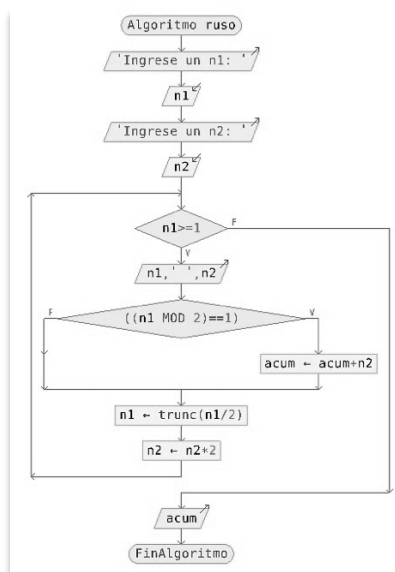 Algoritmo ruso
'Ingrese un n1: '
n1
'Ingrese un n2: '
n2
n1>=1
F
V
n1,' ',n2
F
((n1 MOD 2)==1)
V
acum ← acum+n2
n1 ← trunc(n1/2)
n2 ← n2*2
acum
FinAlgoritmo